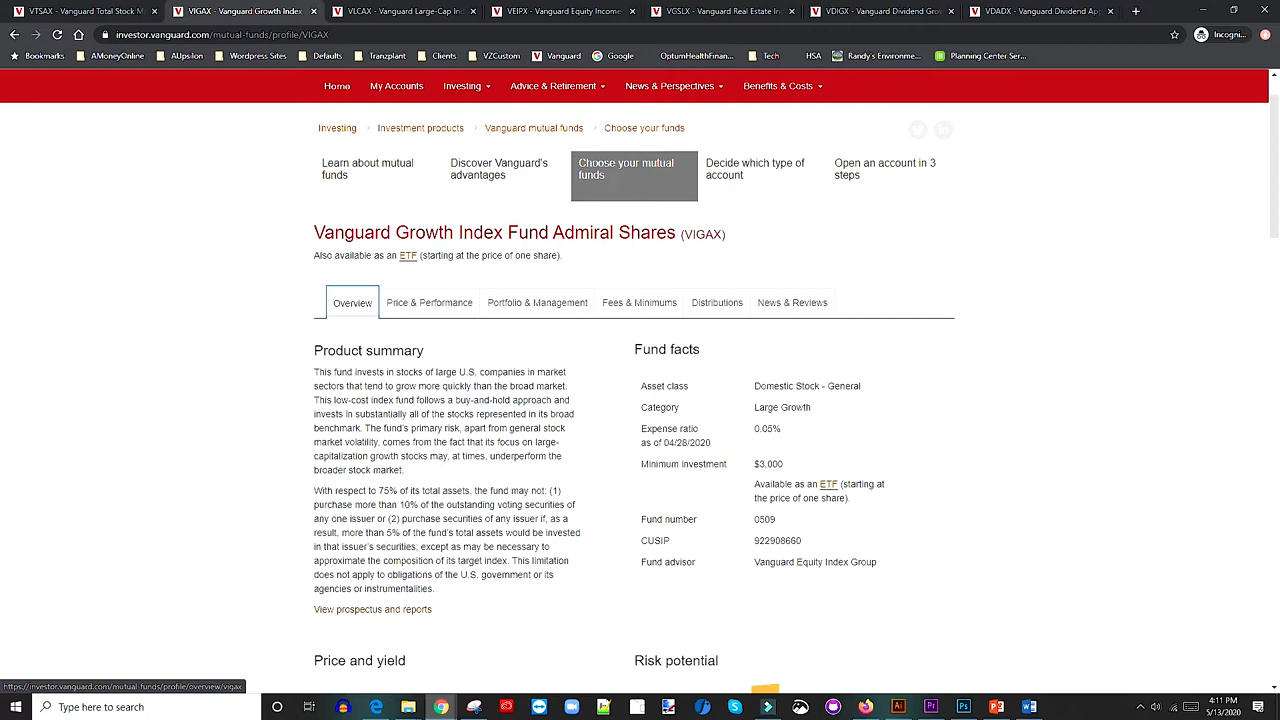 VTSAX - Vanguard Total Stock M
VIGAX - Vanguard Growth Index
VLCAX - Vanguard Large-Cap In
VEIPX - Vanguard Equity Income
VGSLX - Vanguard Real Estate In
VDIGX - Vanguard Dividend Gro
VDADX - Vanguard Dividend App
investor.vanguard.com/mutual-funds/profile/VIGAX
Incogni...
Bookmarks
AMoneyOnline
AUpsilon
Wordpress Sites
Defaults
Tranzplant
Clients
VZCustom
Vanguard
Google
OptumHealthFinan...
Tech
HSA
Randy's Environme...
Planning Center Ser...
Home
My Accounts
Investing
Advice & Retirement
News & Perspectives
Benefits & Costs
Investing
Investment products
Vanguard mutual funds
Choose your funds
Learn about mutual
funds
Discover Vanguard's
advantages
Choose your mutual
funds
Decide which type of
account
Open an account in 3
steps
Vanguard Growth Index Fund Admiral Shares (VIGAX)
Also available as an ETF (starting at the price of one share).
Overview
Price & Performance
Portfolio & Management
Fees & Minimums
Distributions
News & Reviews
Product summary
This fund invests in stocks of large U.S. companies in market
sectors that tend to grow more quickly than the broad market.
This low-cost index fund follows a buy-and-hold approach and
invests in substantially all of the stocks represented in its broad
benchmark. The fund's primary risk, apart from general stock
market volatility, comes from the fact that its focus on large-
capitalization growth stocks may, at times, underperform the
broader stock market.
With respect to 75% of its total assets, the fund may not: (1)
purchase more than 10% of the outstanding voting securities of
any one issuer or (2) purchase securities of any issuer if, as a
result, more than 5% of the fund's total assets would be invested
in that issuer's securities; except as may be necessary to
approximate the composition of its target index. This limitation
does not apply to obligations of the U.S. government or its
agencies or instrumentalities.
View prospectus and reports
Fund facts
Asset class
Domestic Stock - General
Category
Large Growth
Expense ratio
as of 04/28/2020
0.05%
Minimum investment
$3,000
Available as an ETF (starting at
the price of one share).
Fund number
0509
CUSIP
922908660
Fund advisor
Vanguard Equity Index Group
Price and yield
Risk potential
https://investor.vanguard.com/mutual-funds/profile/overview/vigax
Type here to search
4:11 PM
5/13/2020